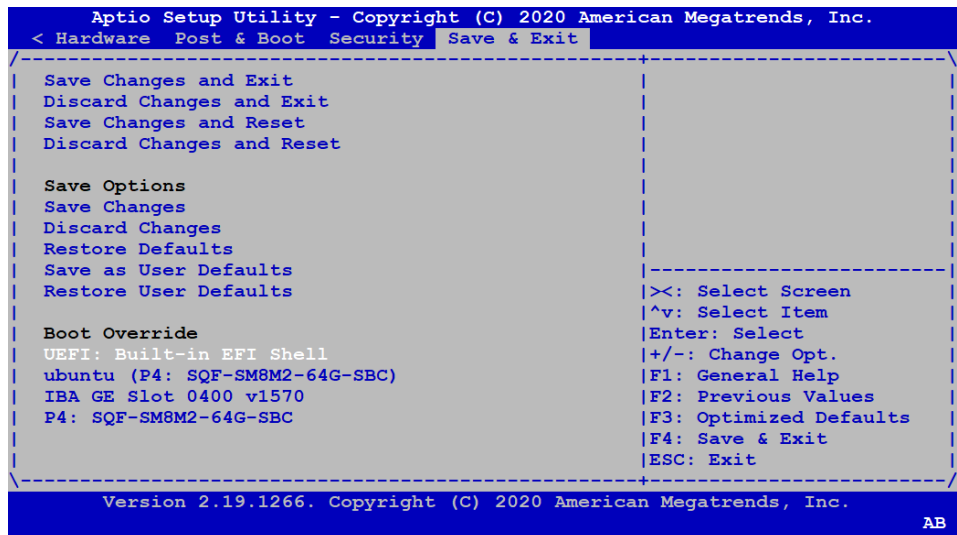 Aptio Setup Utility - Copyright (C) 2020 American Megatrends, Inc.
< Hardware Post & Boot Security Save & Exit
Save Changes and Exit
Discard Changes and Exit
Save Changes and Reset
Discard Changes and Reset
Save Options
Save Changes
Discard Changes
Restore Defaults
Save as User Defaults
Restore User Defaults
Boot Override
UEFI: Built-in EFI Shell
ubuntu (P4: SQF-SM8M2-64G-SBC)
IBA GE Slot 0400 v1570
P4: SQF-SM8M2-64G-SBC
><: Select Screen
^v: Select Item
Enter: Select
+/-: Change Opt.
F1: General Help
F2: Previous Values
F3: Optimized Defaults
F4: Save & Exit
ESC: Exit
Version 2.19.1266. Copyright (C) 2020 American Megatrends, Inc.
AB